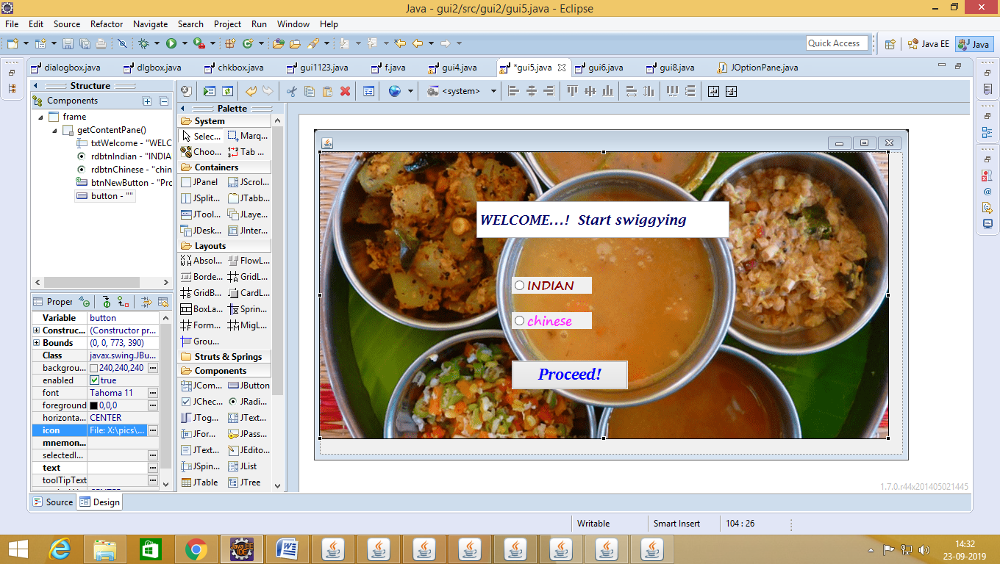 Java - gui2/src/gui2/gui5.java - Eclipse
File Edit Source Refactor Navigate Search Project Run Window Help
Quick Access Java EE Java
dialogbox.java dlgbox.java chkbox.java gui1123.java f.java gui4.java *gui5.java gui6.java gui8.java JOptionPane.java
Structure
Components
frame
getContentPane()
txtWelcome - "WELC
rdbtnIndian - "INDIA
rdbtnChinese - "chin
btnNewButton - "Pro
button - ""
Proper
Variable button
Construc... (Constructor pr...
Bounds (0, 0, 773, 390)
Class javax.swing.JBu...
backgrou... 240,240,240 ...
enabled true
font Tahoma 11 ...
foreground 0,0,0 ...
horizonta... CENTER
icon File: X:\pics\... ...
mnemon...
selectedI... ...
text ...
toolTipText ...
<system>
Palette
System
Selec... Marq...
Choo... Tab ...
Containers
JPanel JScrol...
JSplit... JTabb...
JTool... JLaye...
JDesk... JInter...
Layouts
Absol... FlowL...
Borde... GridL...
GridB... CardL...
BoxLa... Sprin...
Form... MigL...
Grou...
Struts & Springs
Components
JCom... JButton
JChec... JRadi...
JTog... JText...
JFor... JPass...
JText... JEdito...
JSpin... JList
JTable JTree
WELCOME...! Start swiggying
INDIAN
chinese
Proceed!
1.7.0.r44x201405021445
Source Design
Writable Smart Insert 104 : 26
Java EE
IDE
14:32
23-09-2019